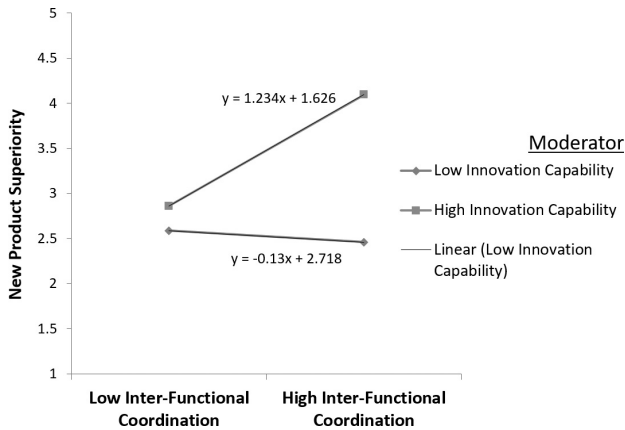 5
4.5
4
3.5
3
2.5
2
1.5
1
New Product Superiority
y = 1.234x + 1.626
y = -0.13x + 2.718
Low Inter-Functional
Coordination
High Inter-Functional
Coordination
Moderator
Low Innovation Capability
High Innovation Capability
Linear (Low Innovation
Capability)